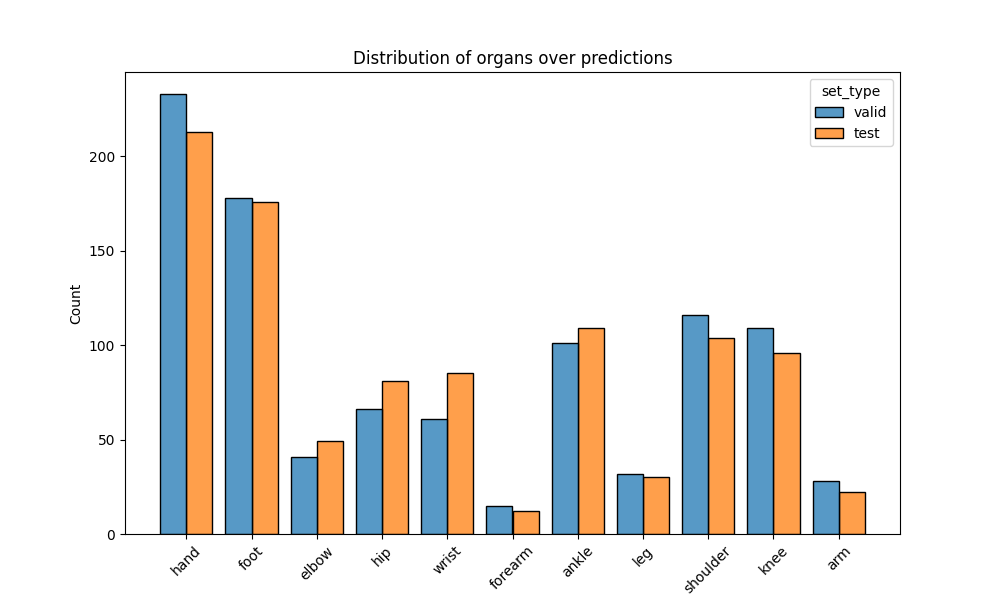 Distribution of organs over predictions
set_type
valid
test
Count
200
150
100
50
0
hand
foot
elbow
hip
wrist
forearm
ankle
leg
shoulder
knee
arm